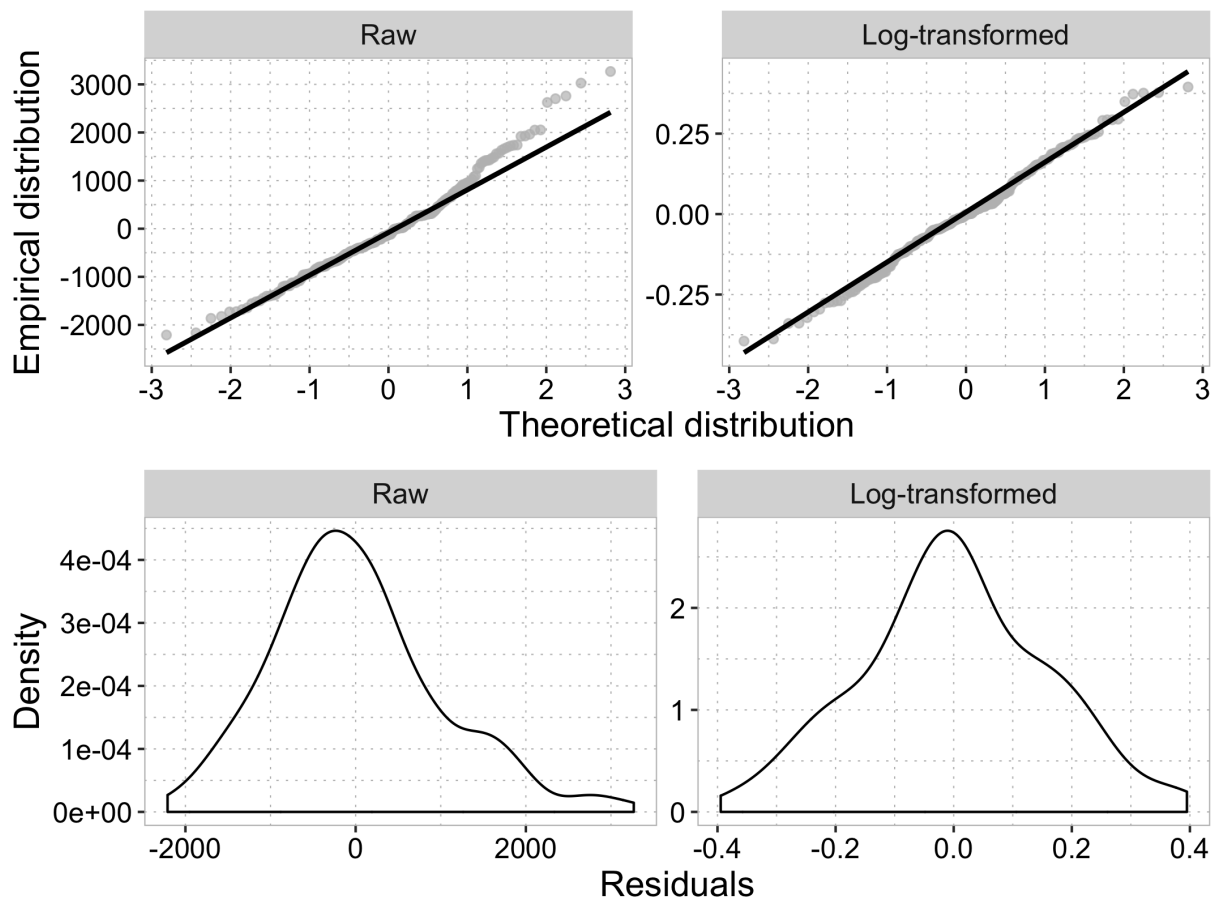 Raw
Log-transformed
Empirical distribution
3000
2000
1000
0
-1000
-2000
0.25
0.00
-0.25
-3 -2 -1 0 1 2 3
-3 -2 -1 0 1 2 3
Theoretical distribution
Raw
Log-transformed
Density
4e-04
3e-04
2e-04
1e-04
0e+00
2
1
0
-2000 0 2000
-0.4 -0.2 0.0 0.2 0.4
Residuals